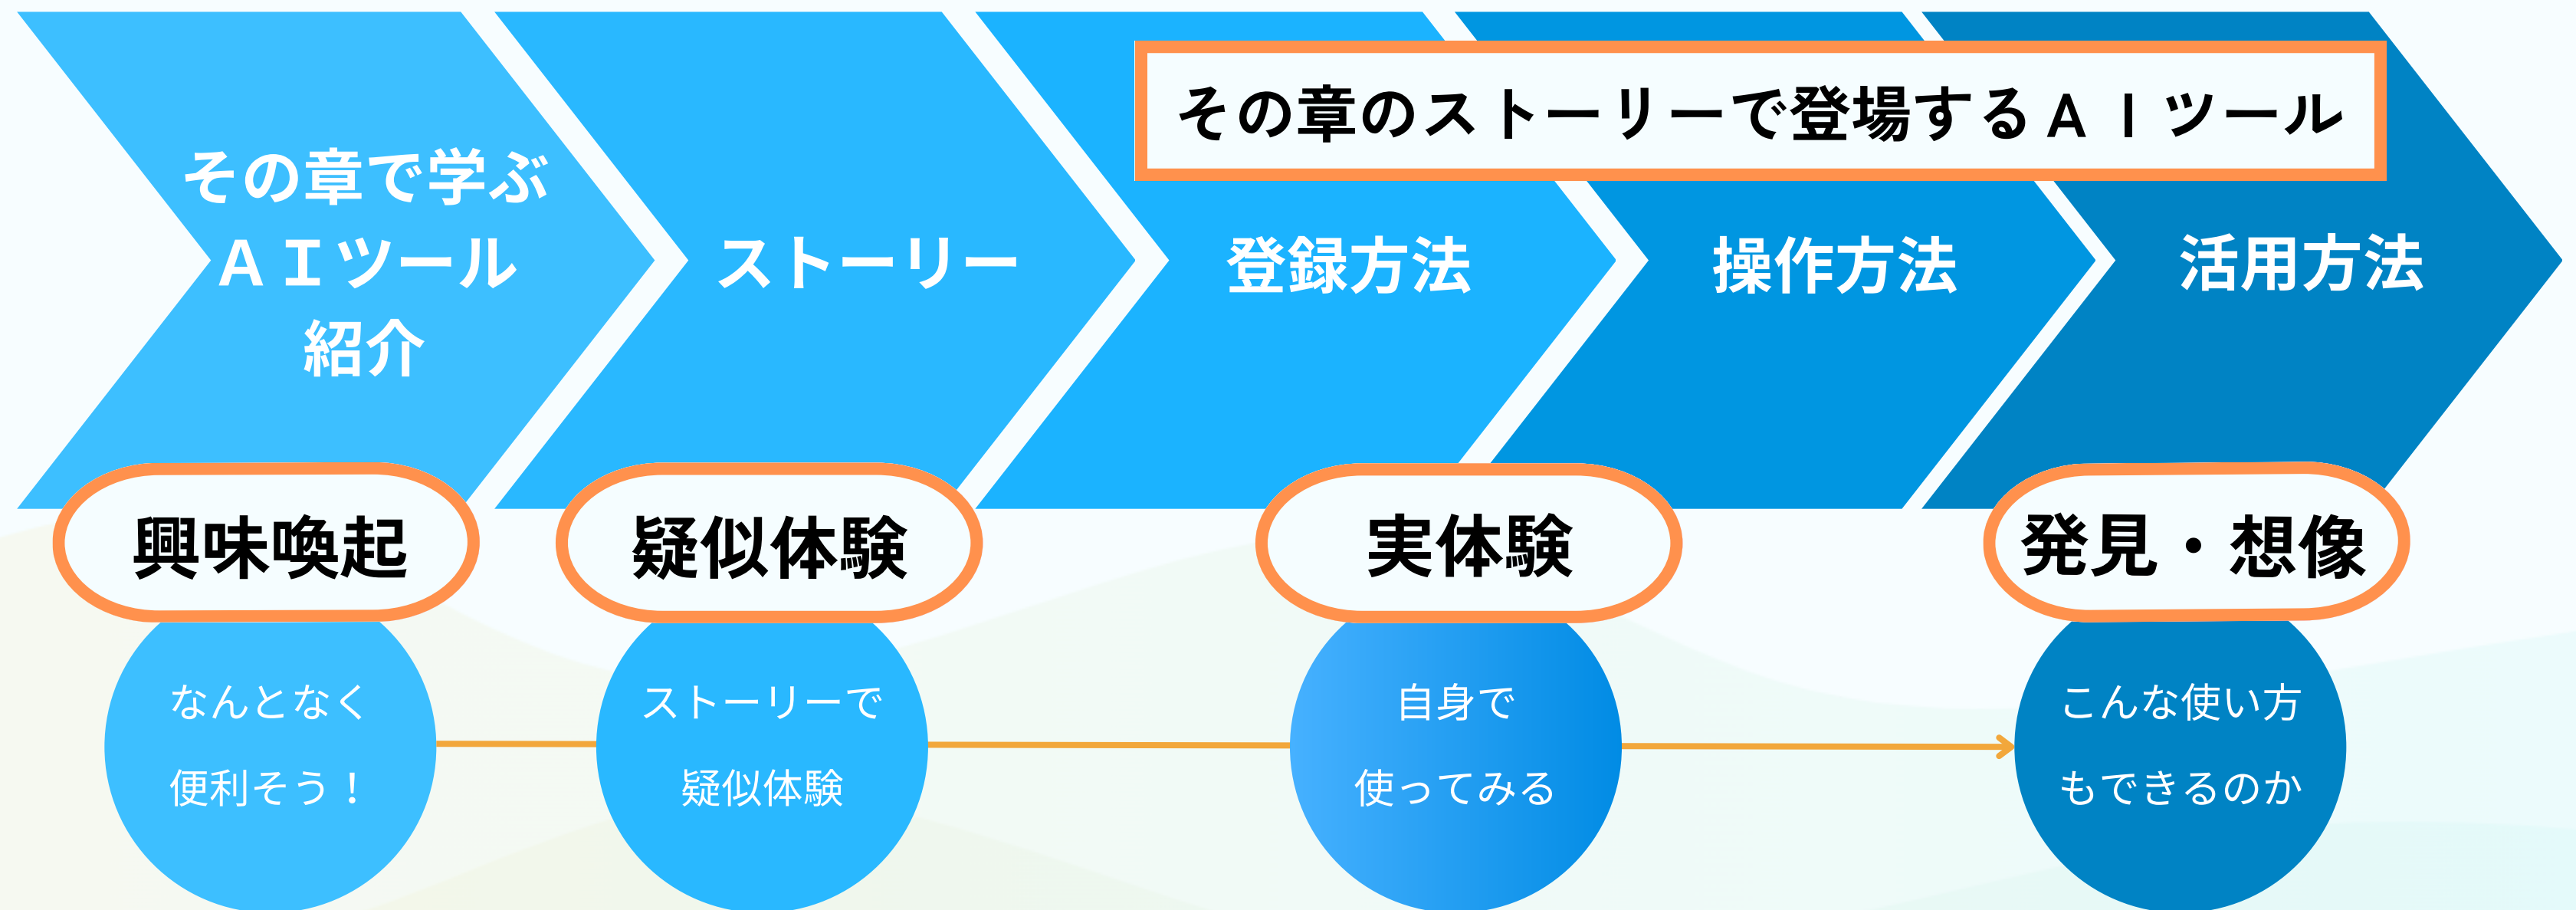 その章のストーリーで登場するＡＩツール
その章で学ぶ
ＡＩツール
紹介
ストーリー
登録方法
操作方法
活用方法
興味喚起
疑似体験
実体験
発見・想像
なんとなく
便利そう！
ストーリーで
疑似体験
自身で
使ってみる
こんな使い方
もできるのか